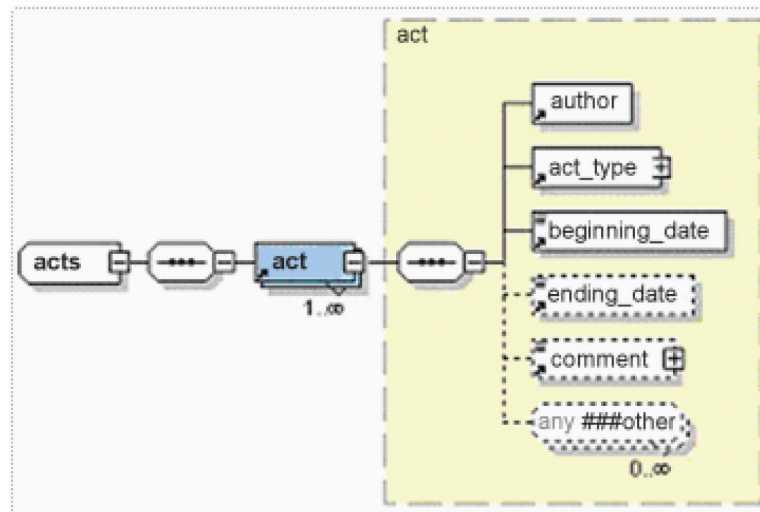 act
author
act_type
beginning_date
acts
act
1..∞
ending_date
comment
any ###other
0..∞